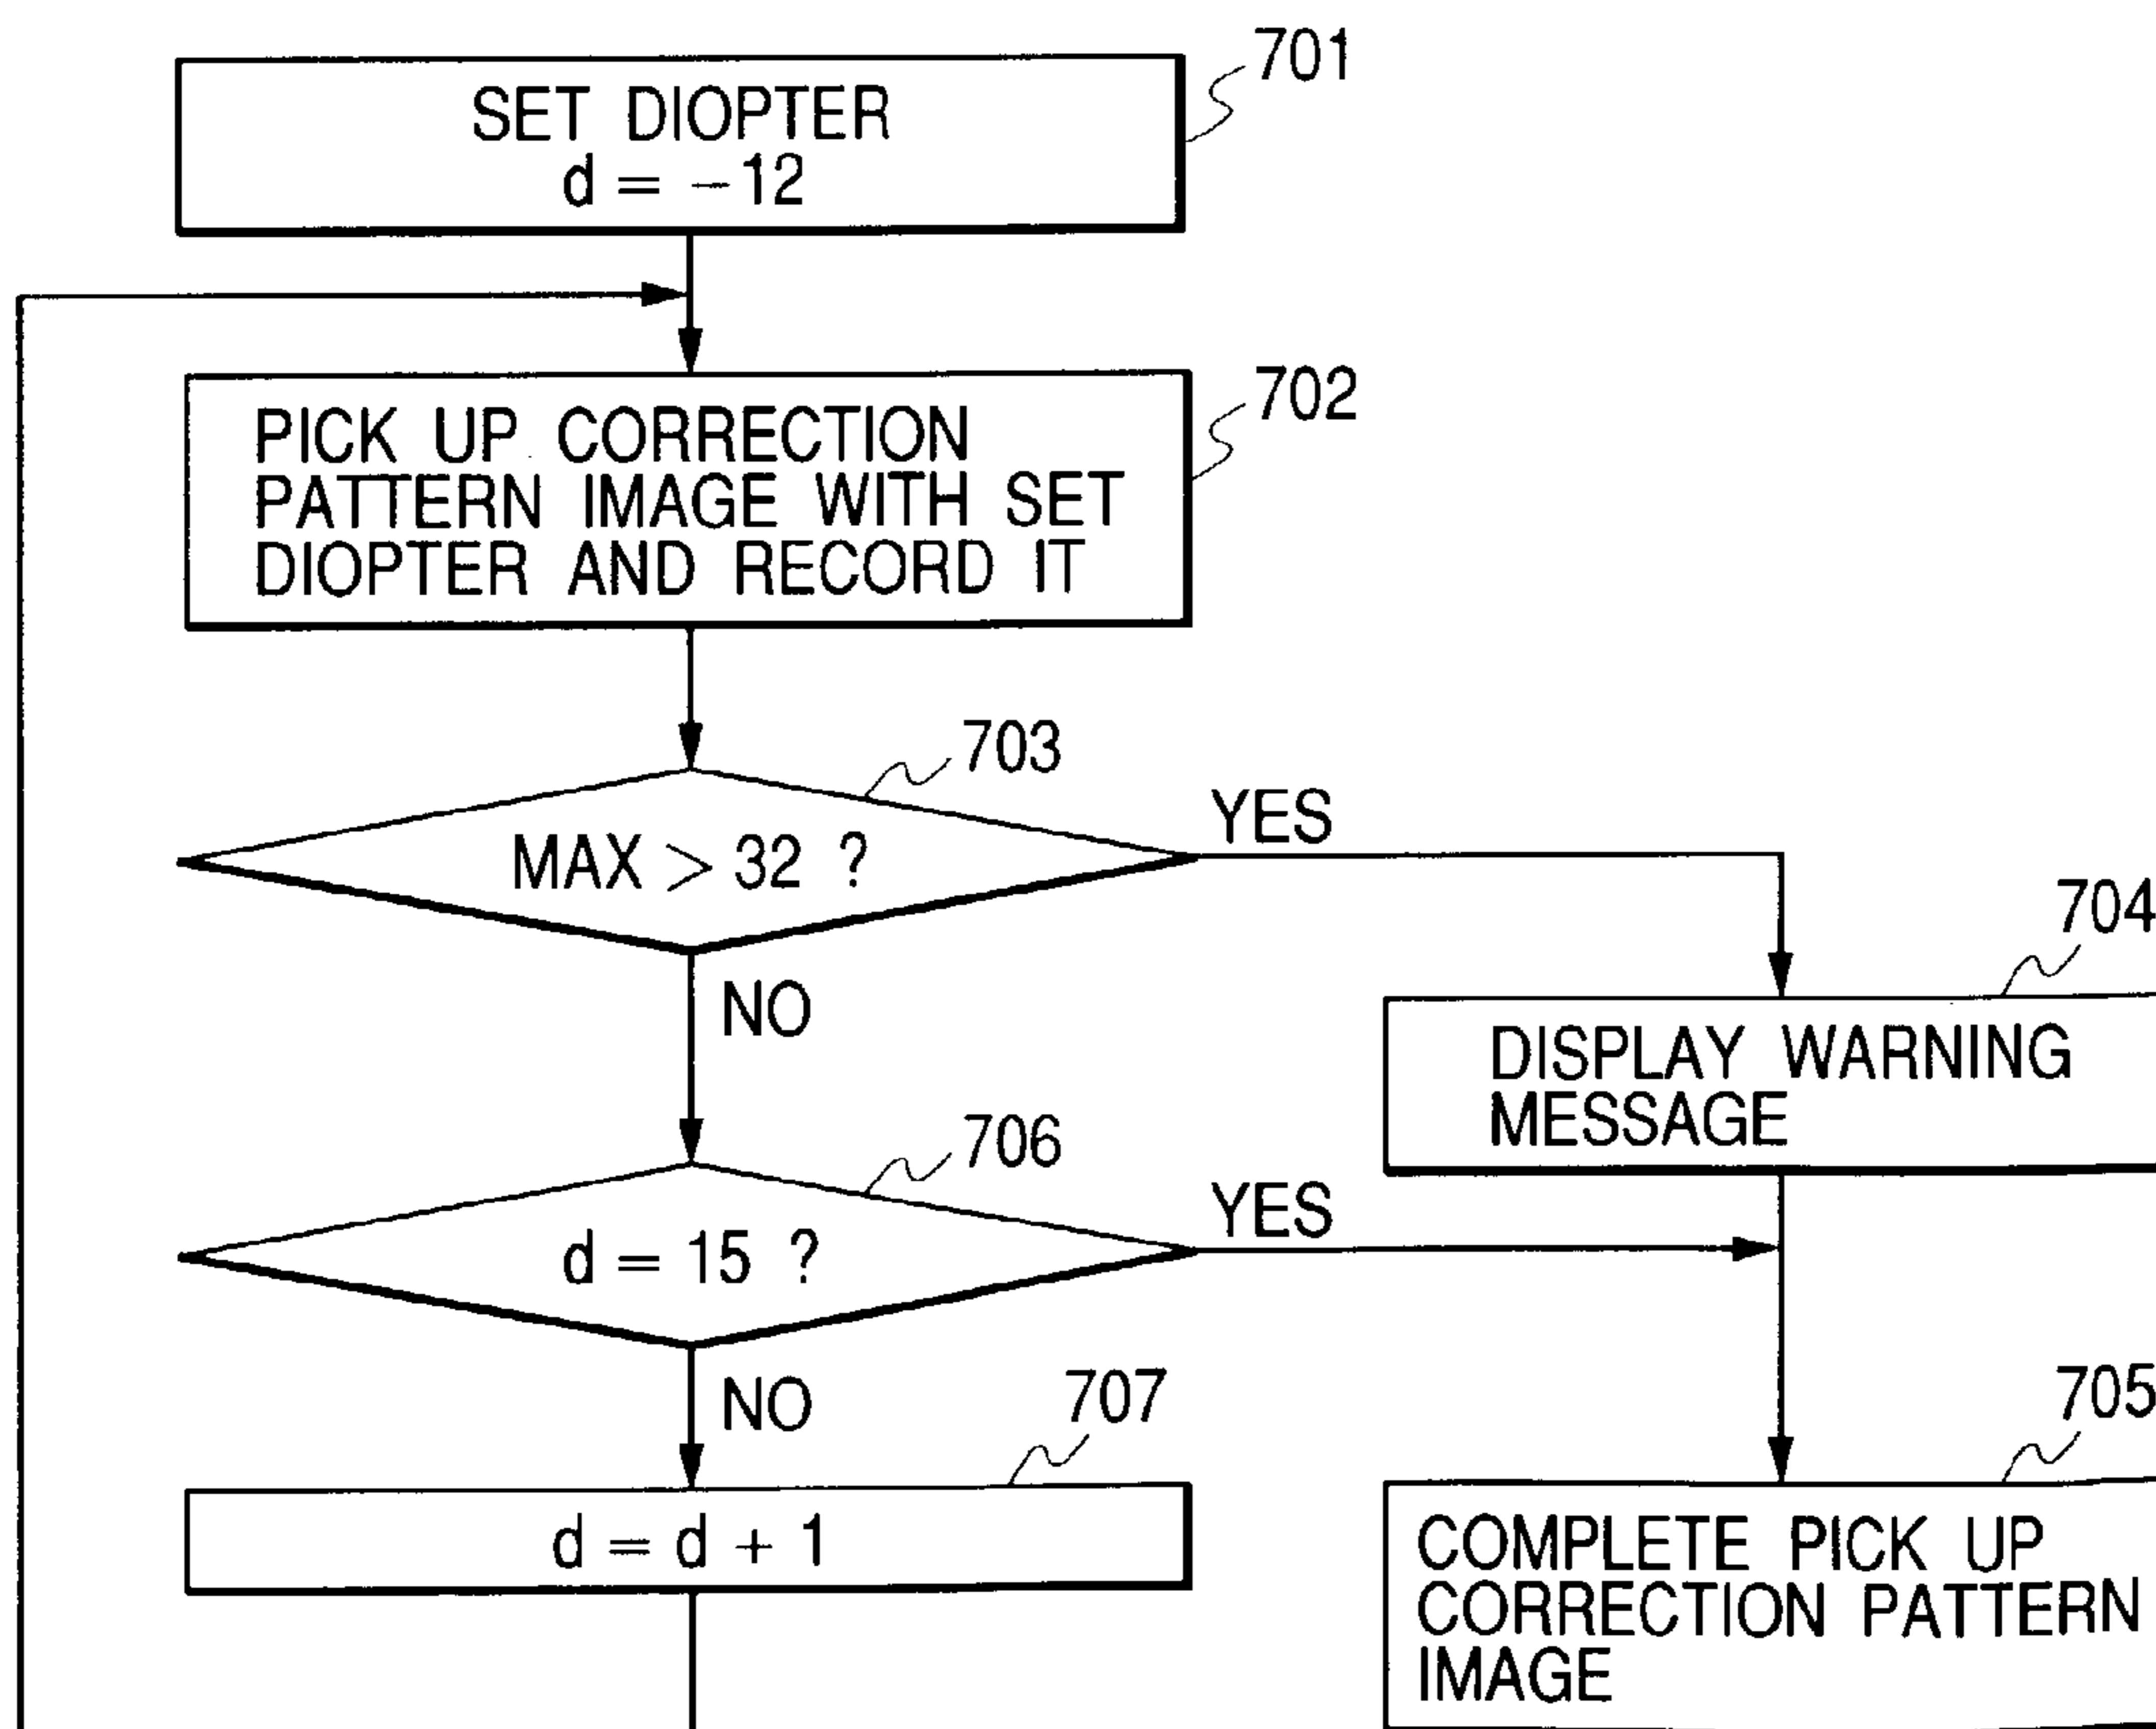 701
SET DIOPTER
d = −12
702
PICK UP CORRECTION
PATTERN IMAGE WITH SET
DIOPTER AND RECORD IT
703
MAX > 32 ?
YES
NO
704
DISPLAY WARNING
MESSAGE
706
d = 15 ?
YES
NO
707
d = d + 1
705
COMPLETE PICK UP
CORRECTION PATTERN
IMAGE